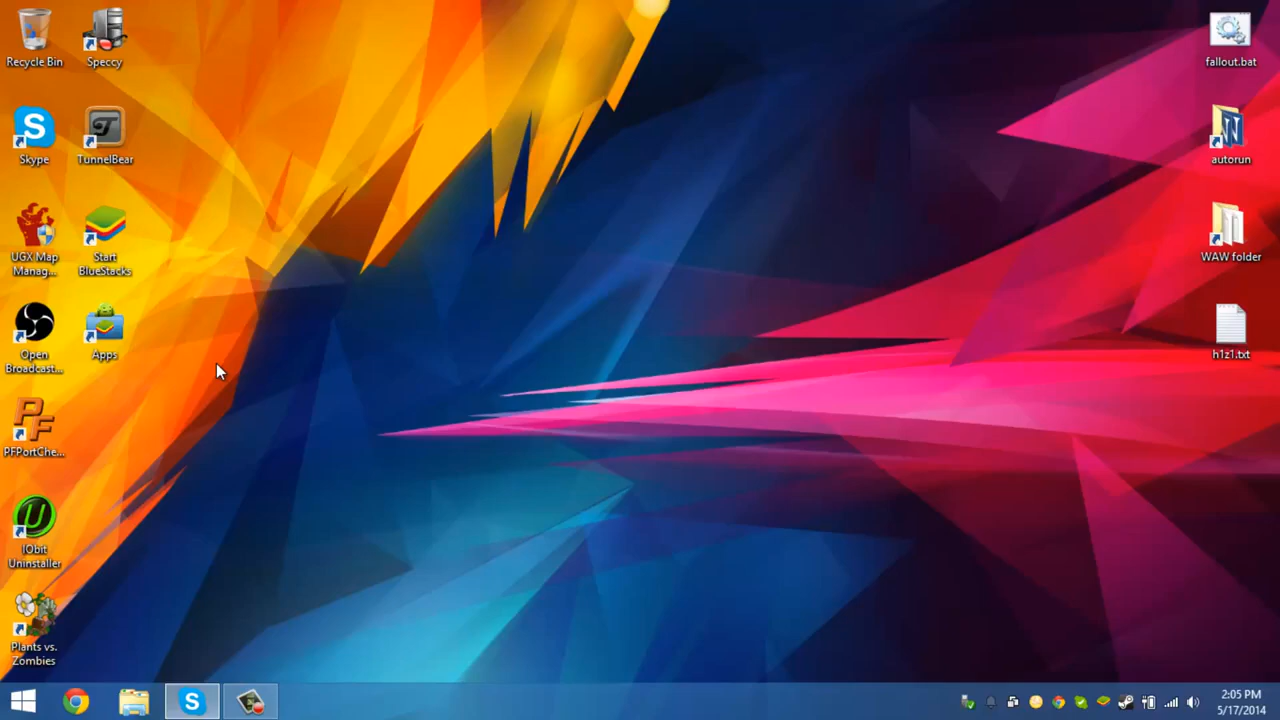 Recycle Bin
Speccy
Skype
TunnelBear
UGX Map
Manag...
Start
BlueStacks
Open
Broadcast...
Apps
PFPortChe...
IObit
Uninstaller
Plants vs.
Zombies
fallout.bat
autorun
WAW folder
h1z1.txt
2:05 PM
5/17/2014